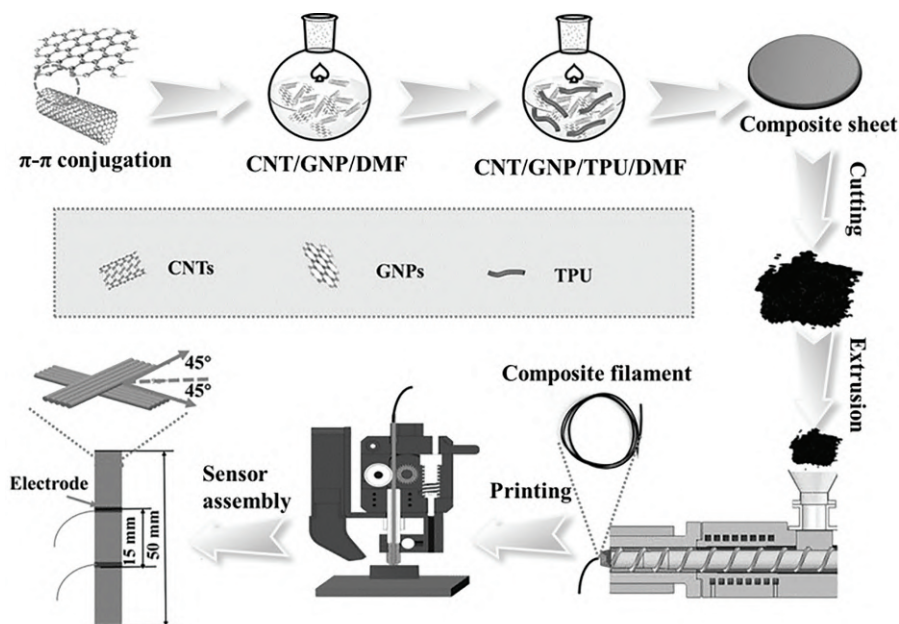 π-π conjugation
CNT/GNP/DMF
CNT/GNP/TPU/DMF
Composite sheet
Cutting
CNTs
GNPs
TPU
Extrusion
45°
45°
Composite filament
Printing
Sensor
assembly
Electrode
15 mm
50 mm